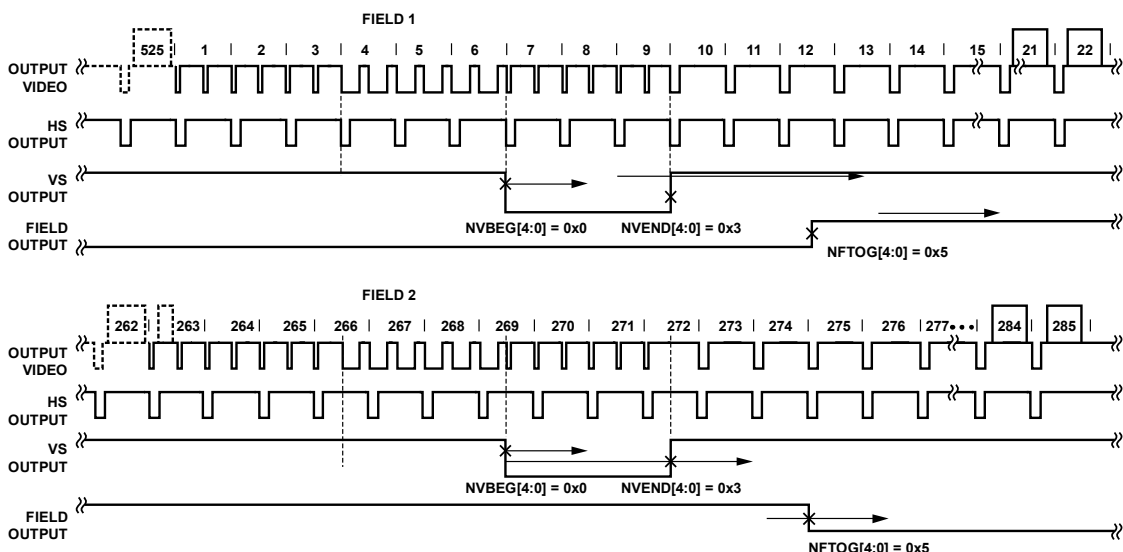 FIELD 1
525 1 2 3 4 5 6 7 8 9 10 11 12 13 14 15 21 22
OUTPUT
VIDEO
HS
OUTPUT
VS
OUTPUT
NVBEG[4:0] = 0x0 NVEND[4:0] = 0x3
FIELD
OUTPUT
NFTOG[4:0] = 0x5
FIELD 2
262 263 264 265 266 267 268 269 270 271 272 273 274 275 276 277 284 285
OUTPUT
VIDEO
HS
OUTPUT
VS
OUTPUT
NVBEG[4:0] = 0x0 NVEND[4:0] = 0x3
FIELD
OUTPUT
NFTOG[4:0] = 0x5